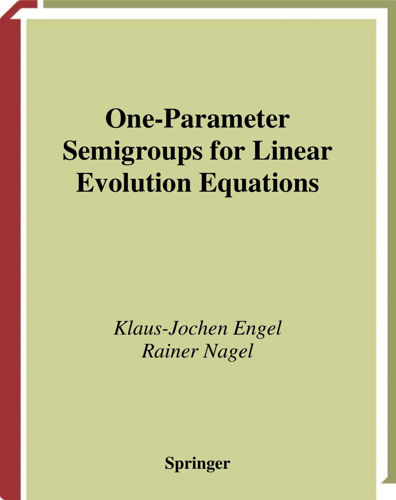 One-Parameter
Semigroups for Linear
Evolution Equations
Klaus-Jochen Engel
Rainer Nagel
Springer